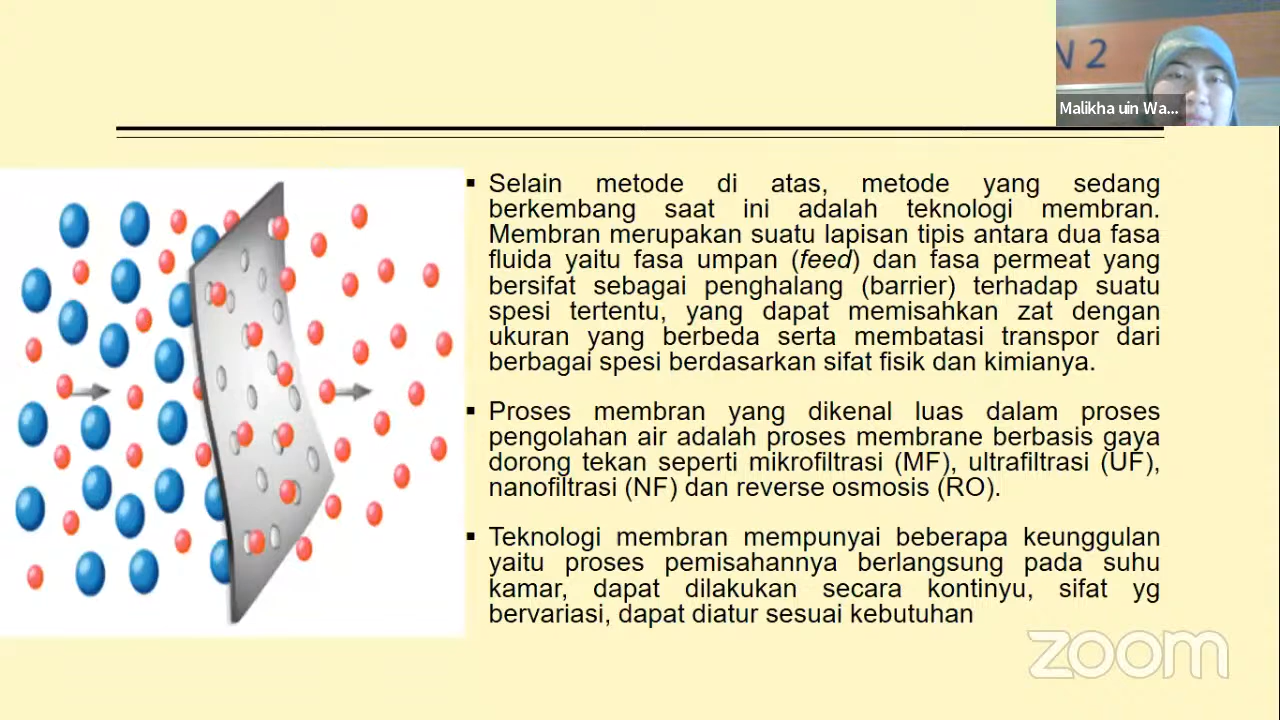 N 2
Malikha uin Wa...
▪ Selain metode di atas, metode yang sedang
berkembang saat ini adalah teknologi membran.
Membran merupakan suatu lapisan tipis antara dua fasa
fluida yaitu fasa umpan (feed) dan fasa permeat yang
bersifat sebagai penghalang (barrier) terhadap suatu
spesi tertentu, yang dapat memisahkan zat dengan
ukuran yang berbeda serta membatasi transpor dari
berbagai spesi berdasarkan sifat fisik dan kimianya.
▪ Proses membran yang dikenal luas dalam proses
pengolahan air adalah proses membrane berbasis gaya
dorong tekan seperti mikrofiltrasi (MF), ultrafiltrasi (UF),
nanofiltrasi (NF) dan reverse osmosis (RO).
▪ Teknologi membran mempunyai beberapa keunggulan
yaitu proses pemisahannya berlangsung pada suhu
kamar, dapat dilakukan secara kontinyu, sifat yg
bervariasi, dapat diatur sesuai kebutuhan
zoom